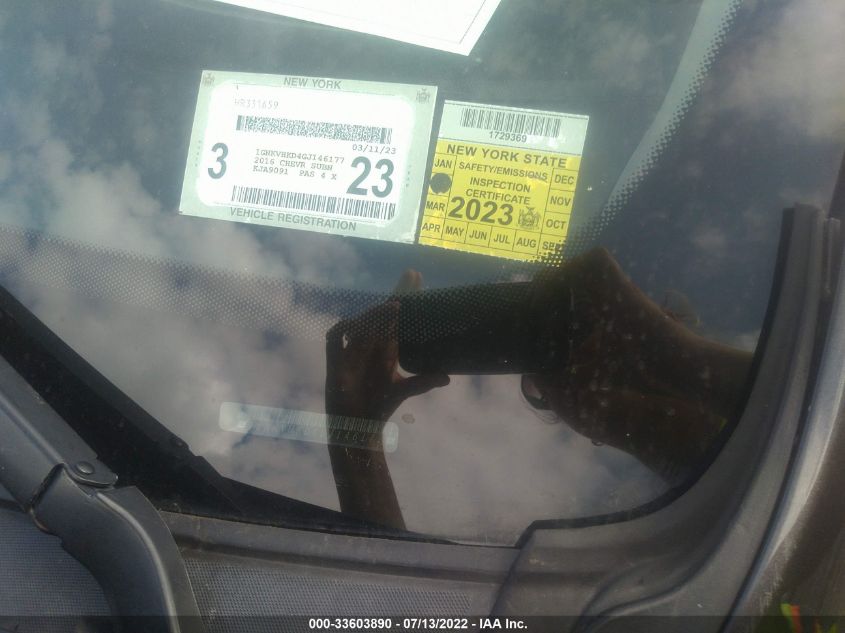 NEW YORK
HR331659
03/11/23
1GNKVHKD4GJ146177
2016 CHEVR SUBN
KJA9091 PAS 4 X
3
23
VEHICLE REGISTRATION
1729369
NEW YORK STATE
SAFETY/EMISSIONS
INSPECTION
CERTIFICATE
2023
JAN
MAR
APR MAY JUN JUL AUG SE
OCT
NOV
DEC
000-33603890 - 07/13/2022 - IAA Inc.